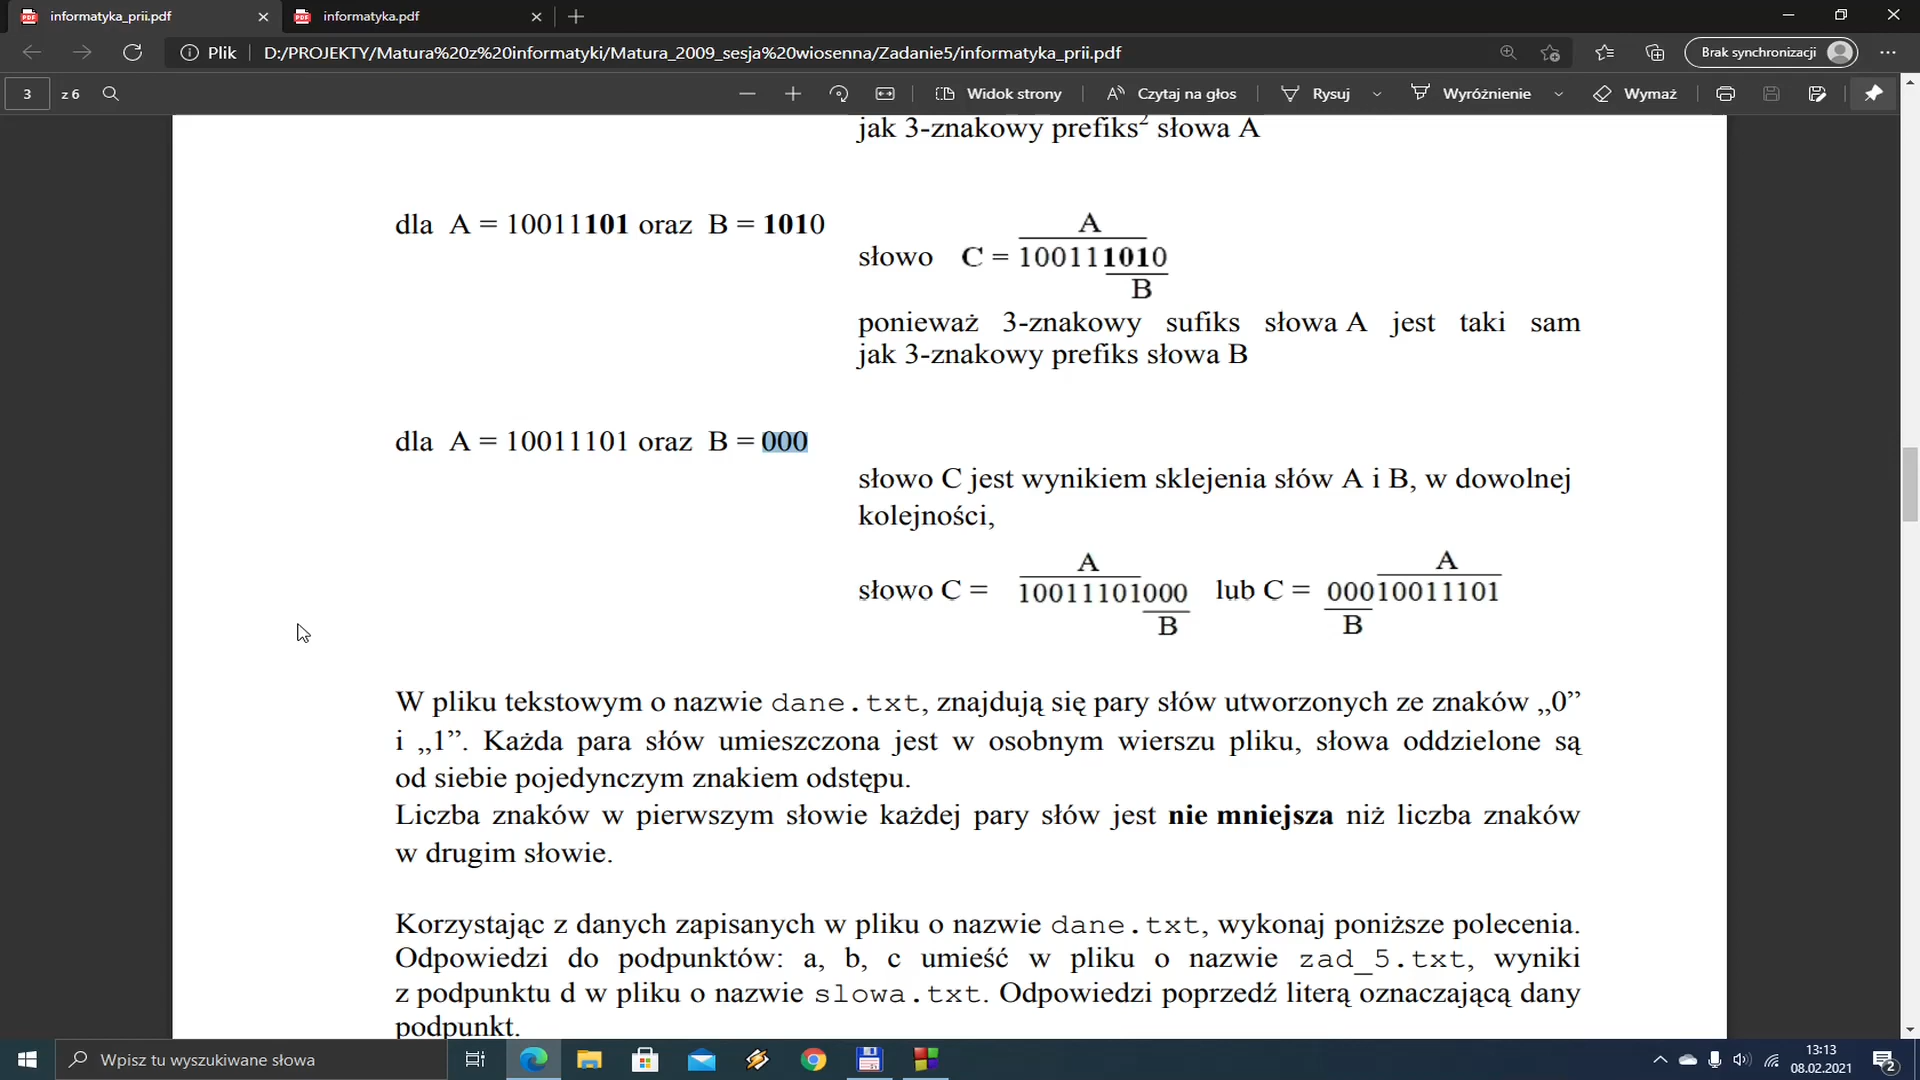 informatyka_prii.pdf
informatyka.pdf
Plik D:/PROJEKTY/Matura%20z%20informatyki/Matura_2009_sesja%20wiosenna/Zadanie5/informatyka_prii.pdf
Brak synchronizacji
3 z 6
Widok strony
Czytaj na głos
Rysuj
Wyróżnienie
Wymaż
jak 3-znakowy prefiks2 słowa A
dla A = 10011101 oraz B = 1010
A
słowo C = 100111010
B
ponieważ 3-znakowy sufiks słowa A jest taki sam
jak 3-znakowy prefiks słowa B
dla A = 10011101 oraz B = 000
słowo C jest wynikiem sklejenia słów A i B, w dowolnej
kolejności,
A A
słowo C = 10011101000 lub C = 00010011101
B B
W pliku tekstowym o nazwie dane.txt, znajdują się pary słów utworzonych ze znaków „0”
i „1”. Każda para słów umieszczona jest w osobnym wierszu pliku, słowa oddzielone są
od siebie pojedynczym znakiem odstępu.
Liczba znaków w pierwszym słowie każdej pary słów jest nie mniejsza niż liczba znaków
w drugim słowie.
Korzystając z danych zapisanych w pliku o nazwie dane.txt, wykonaj poniższe polecenia.
Odpowiedzi do podpunktów: a, b, c umieść w pliku o nazwie zad_5.txt, wyniki
z podpunktu d w pliku o nazwie slowa.txt. Odpowiedzi poprzedź literą oznaczającą dany
podpunkt.
Wpisz tu wyszukiwane słowa
13:13
08.02.2021
2